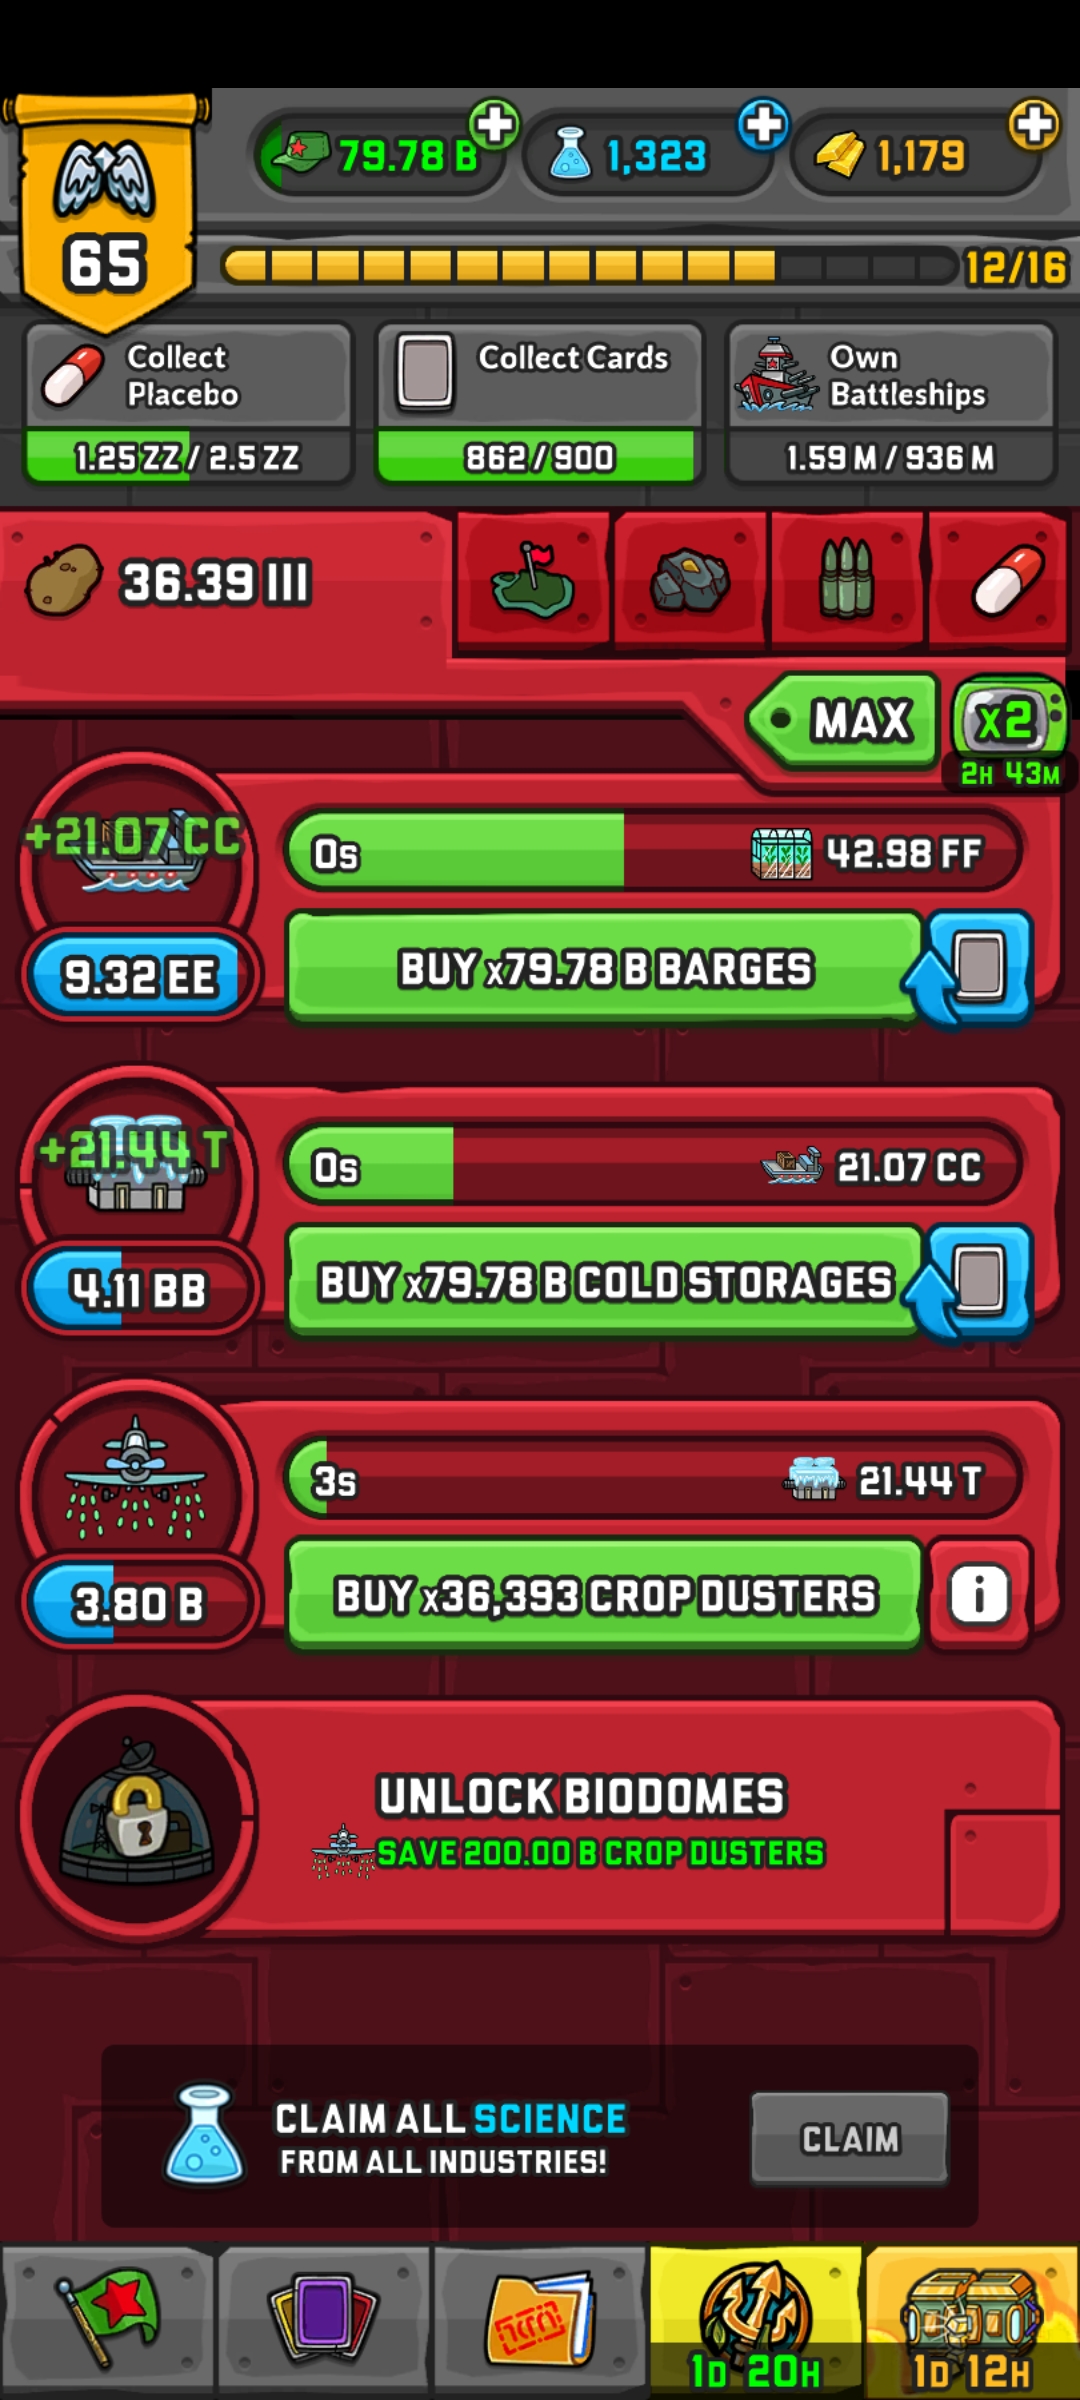 79.78 B
1,323
1,179
65
12/16
Collect
Placebo
Collect Cards
Own
Battleships
1.25 ZZ / 2.5 ZZ
862 / 900
1.59 M / 936 M
36.39 III
MAX
x2
2H 43M
+21.07 CC
0s
42.98 FF
9.32 EE
BUY x79.78 B BARGES
+21.44 T
0s
21.07 CC
4.11 BB
BUY x79.78 B COLD STORAGES
3s
21.44 T
3.80 B
BUY x36,393 CROP DUSTERS
i
UNLOCK BIODOMES
SAVE 200.00 B CROP DUSTERS
CLAIM ALL SCIENCE
FROM ALL INDUSTRIES!
CLAIM
1D 20H
1D 12H